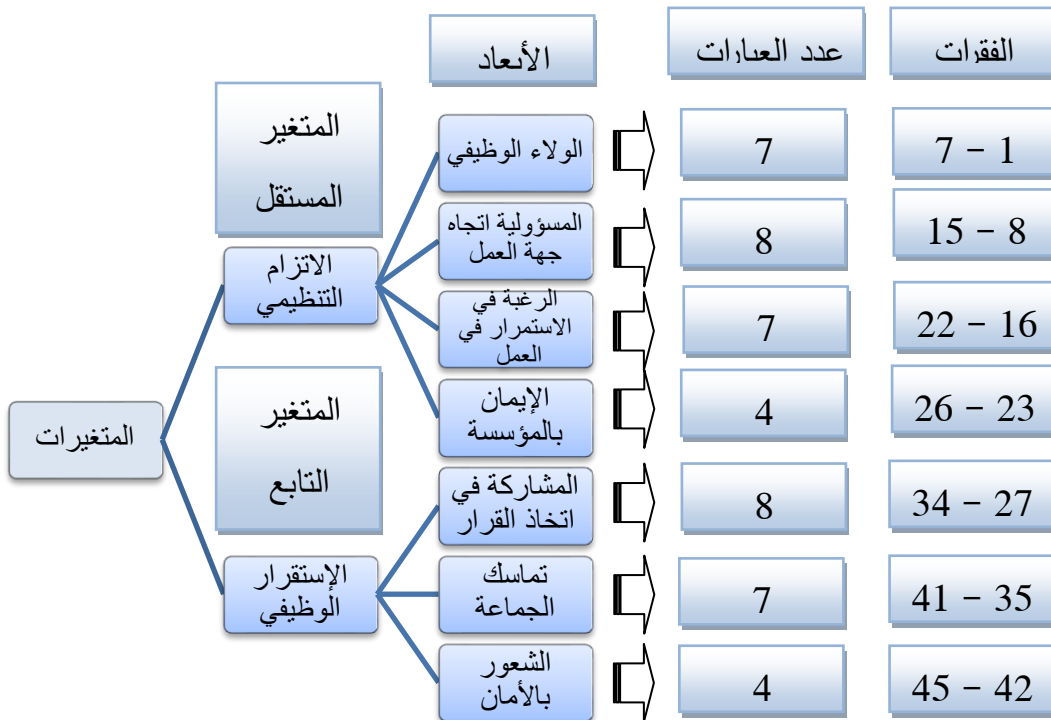 الأبعاد
عدد العبارات
الفقرات
المتغير
المستقل
الولاء الوظيفي
7
7 – 1
المسؤولية اتجاه
جهة العمل
8
15 – 8
الاتزام
التنظيمي
الرغبة في
الاستمرار في
العمل
7
22 – 16
المتغيرات
المتغير
التابع
الإيمان
بالمؤسسة
4
26 – 23
المشاركة في
اتخاذ القرار
8
34 – 27
الإستقرار
الوظيفي
تماسك
الجماعة
7
41 – 35
الشعور
بالأمان
4
45 – 42